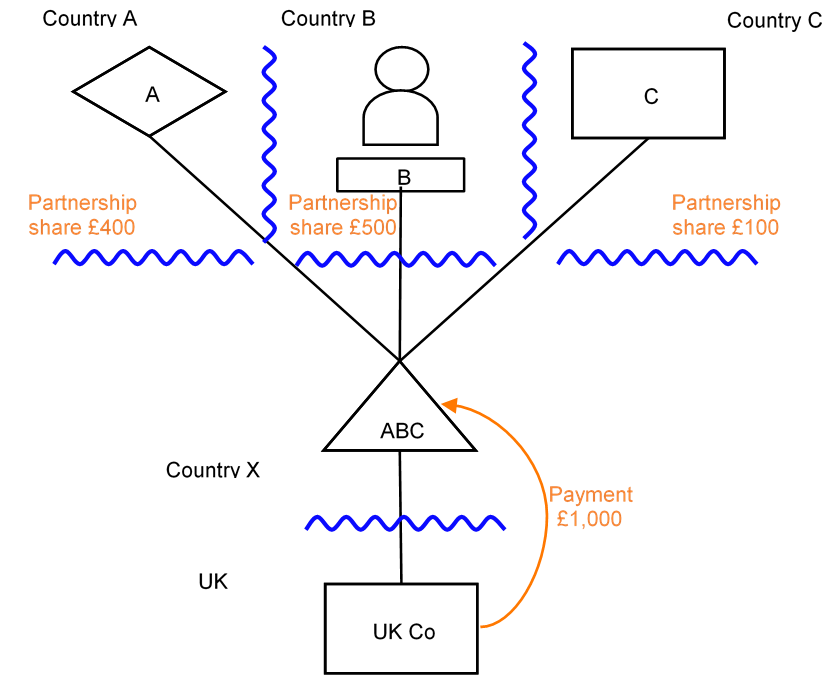 Country A
Country B
Country C
A
B
C
Partnership
share £400
Partnership
share £500
Partnership
share £100
ABC
Country X
Payment
£1,000
UK
UK Co